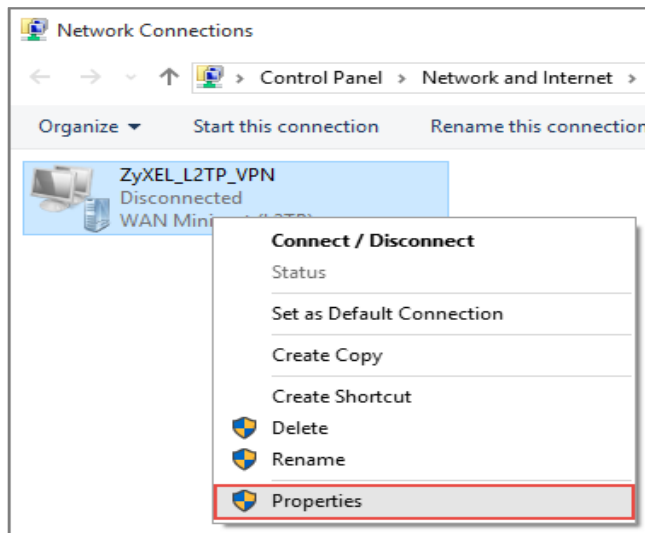 Network Connections
Control Panel > Network and Internet >
Organize Start this connection Rename this connection
ZyXEL_L2TP_VPN
Disconnected
WAN
Connect / Disconnect
Status
Set as Default Connection
Create Copy
Create Shortcut
Delete
Rename
Properties